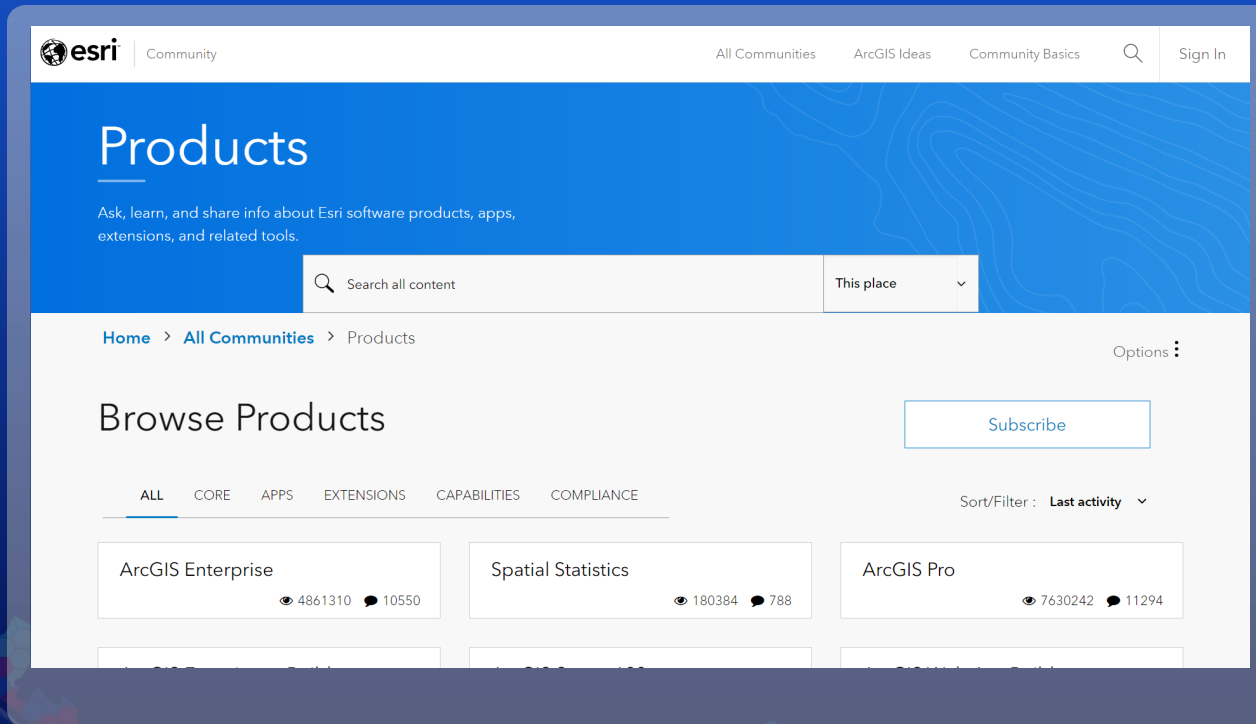 esri Community All Communities ArcGIS Ideas Community Basics Sign In
Products
Ask, learn, and share info about Esri software products, apps,
extensions, and related tools.
Search all content This place
Home > All Communities > Products
Options
Browse Products
Subscribe
ALL CORE APPS EXTENSIONS CAPABILITIES COMPLIANCE
Sort/Filter : Last activity
ArcGIS Enterprise Spatial Statistics ArcGIS Pro
4861310 10550 180384 788 7630242 11294